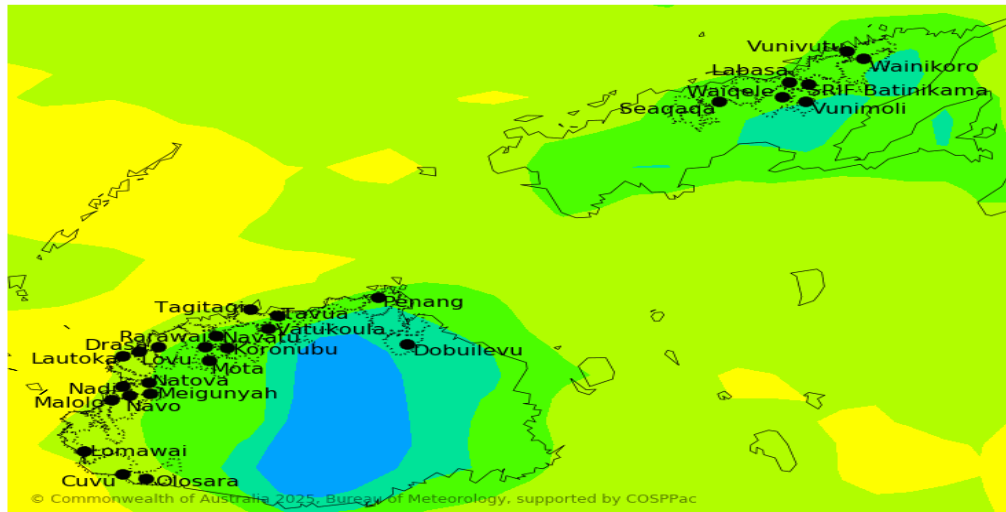 Vunivutu
Wainikoro
Labasa
SRIF Batinikama
Waiqele
Seaqaqa
Vunimoli
Penang
Tagitagi
Tavua
Vatukoula
Rarawai
Navatu
Drasa
Koronubu
Dobuilevu
Lautoka
Lovu
Mota
Natova
Nadi
Meigunyah
Malolo
Navo
Lomawai
Cuvu
Olosara
© Commonwealth of Australia 2025, Bureau of Meteorology, supported by COSPPac